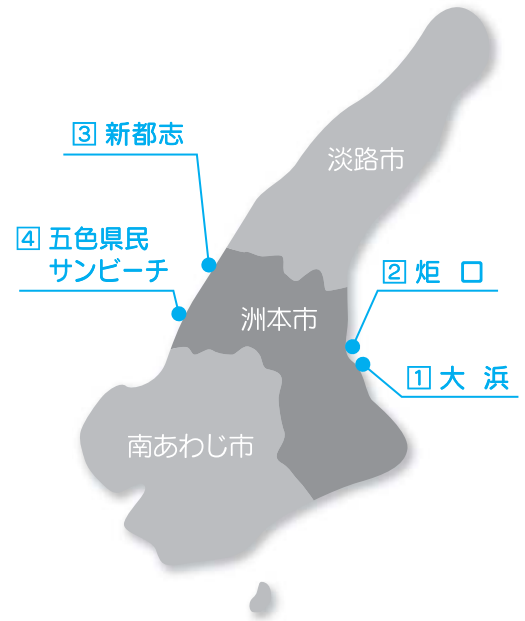 3 新都志
淡路市
4 五色県民
サンビーチ
2 炬 口
洲本市
1 大 浜
南あわじ市